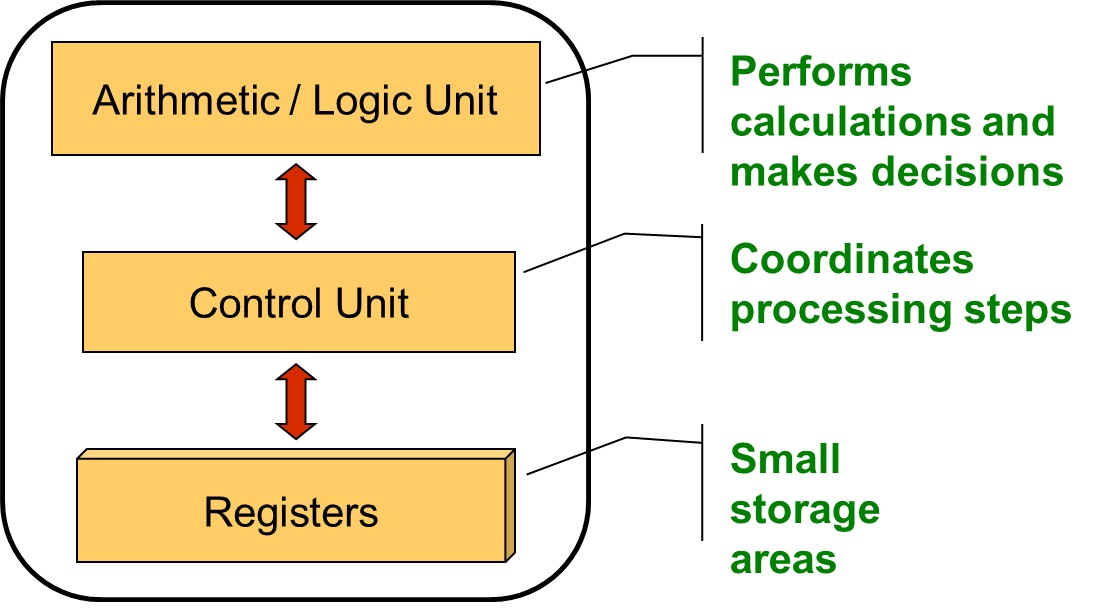 Arithmetic / Logic Unit
Performs
calculations and
makes decisions
Control Unit
Coordinates
processing steps
Registers
Small
storage
areas